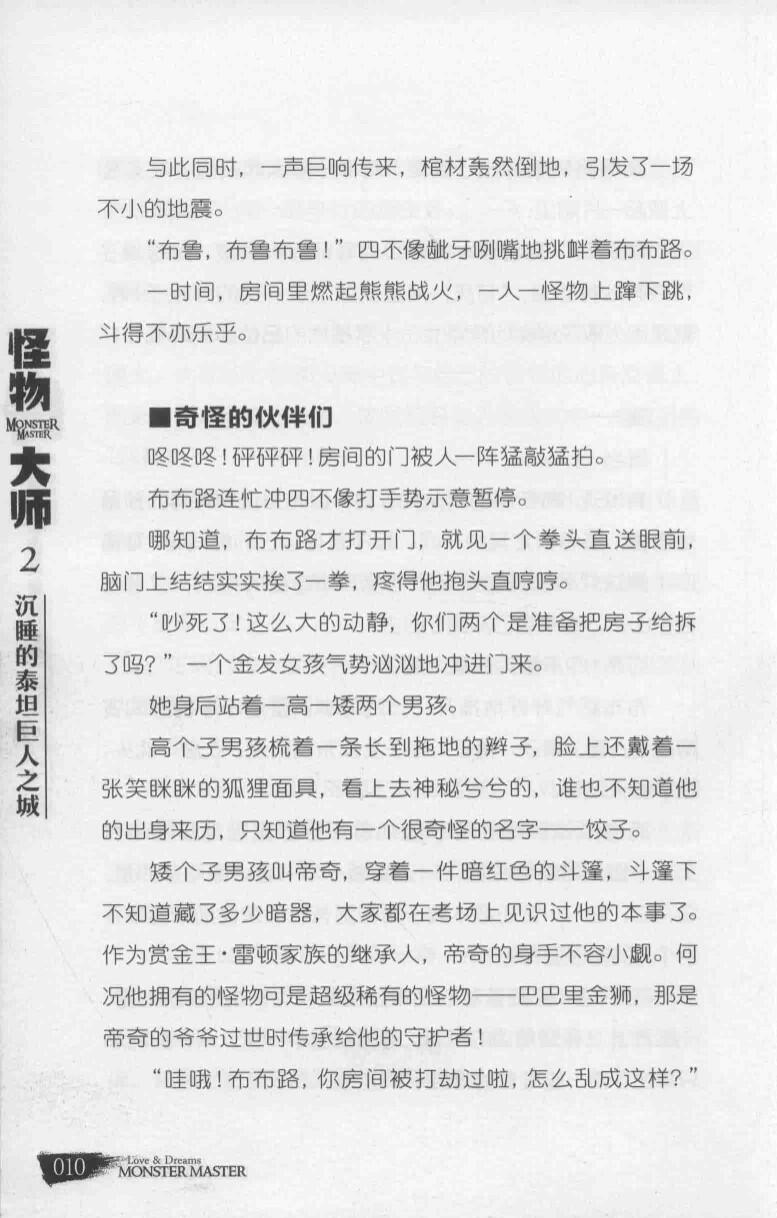 与此同时，一声巨响传来，棺材轰然倒地，引发了一场
不小的地震。
“布鲁，布鲁布鲁！”四不像龇牙咧嘴地挑衅着布布路。
一时间，房间里燃起熊熊战火，一人一怪物上蹿下跳，
斗得不亦乐乎。
■奇怪的伙伴们
咚咚咚！砰砰砰！房间的门被人一阵猛敲猛拍。
布布路连忙冲四不像打手势示意暂停。
哪知道，布布路才打开门，就见一个拳头直送眼前，
脑门上结结实实挨了一拳，疼得他抱头直哼哼。
“吵死了！这么大的动静，你们两个是准备把房子给拆
了吗？”一个金发女孩气势汹汹地冲进门来。
她身后站着一高一矮两个男孩。
高个子男孩梳着一条长到拖地的辫子，脸上还戴着一
张笑眯眯的狐狸面具，看上去神秘兮兮的，谁也不知道他
的出身来历，只知道他有一个很奇怪的名字——饺子。
矮个子男孩叫帝奇，穿着一件暗红色的斗篷，斗篷下
不知道藏了多少暗器，大家都在考场上见识过他的本事了。
作为赏金王·雷顿家族的继承人，帝奇的身手不容小觑。何
况他拥有的怪物可是超级稀有的怪物——巴巴里金狮，那是
帝奇的爷爷过世时传承给他的守护者！
“哇哦！布布路，你房间被打劫过啦，怎么乱成这样？”
怪物
MONSTER
MASTER
大师
2
沉睡的泰坦巨人之城
010
Love & Dreams
MONSTER MASTER